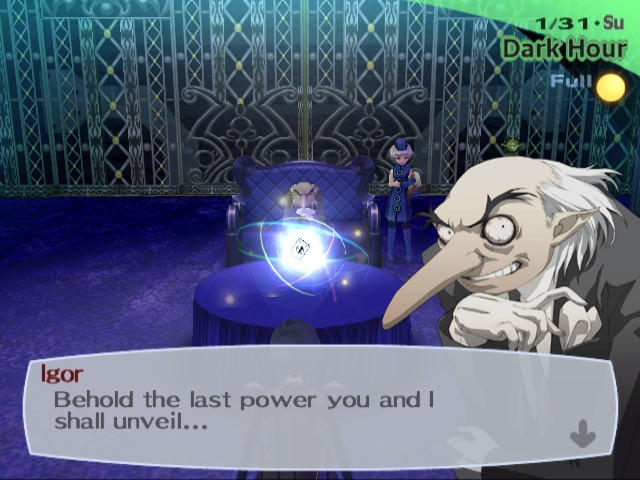 1/31・Su
Dark Hour
Full
Igor
Behold the last power you and I
shall unveil...